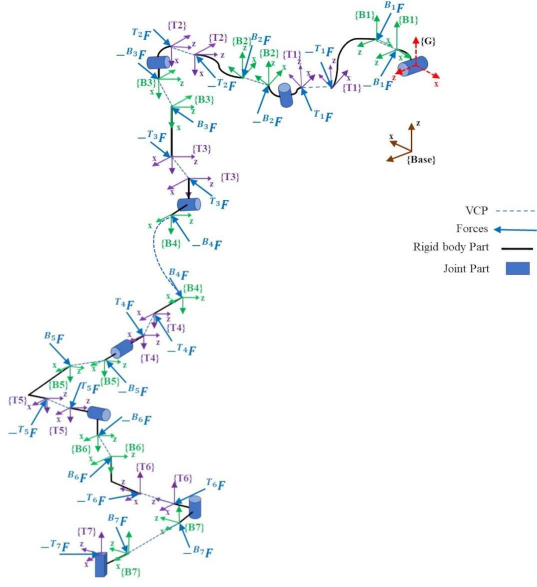 {T2}
T2F
{T2}
−B3F
B2F
{B2}
{B2}
{T1}
−T1F
B1F
{B1}
{B1}
{G}
B1F
{T1}
T1F
−B2F
−T2F
{B3}
{B3}
B3F
x
z
{Base}
−T3F
{T3}
{T3}
T3F
VCP
Forces
Rigid body Part
Joint Part
{B4}
−B4F
B4F
{B4}
T4F
{T4}
−T4F
{T4}
B5F
{B5}
{B5}
−B5F
{T5}
T5F
−T5F
{T5}
−B6F
{B6}
{B6}
B6F
{T6}
{T6}
T6F
−T6F
{B7}
B7F
−B7F
{T7}
−T7F
{B7}